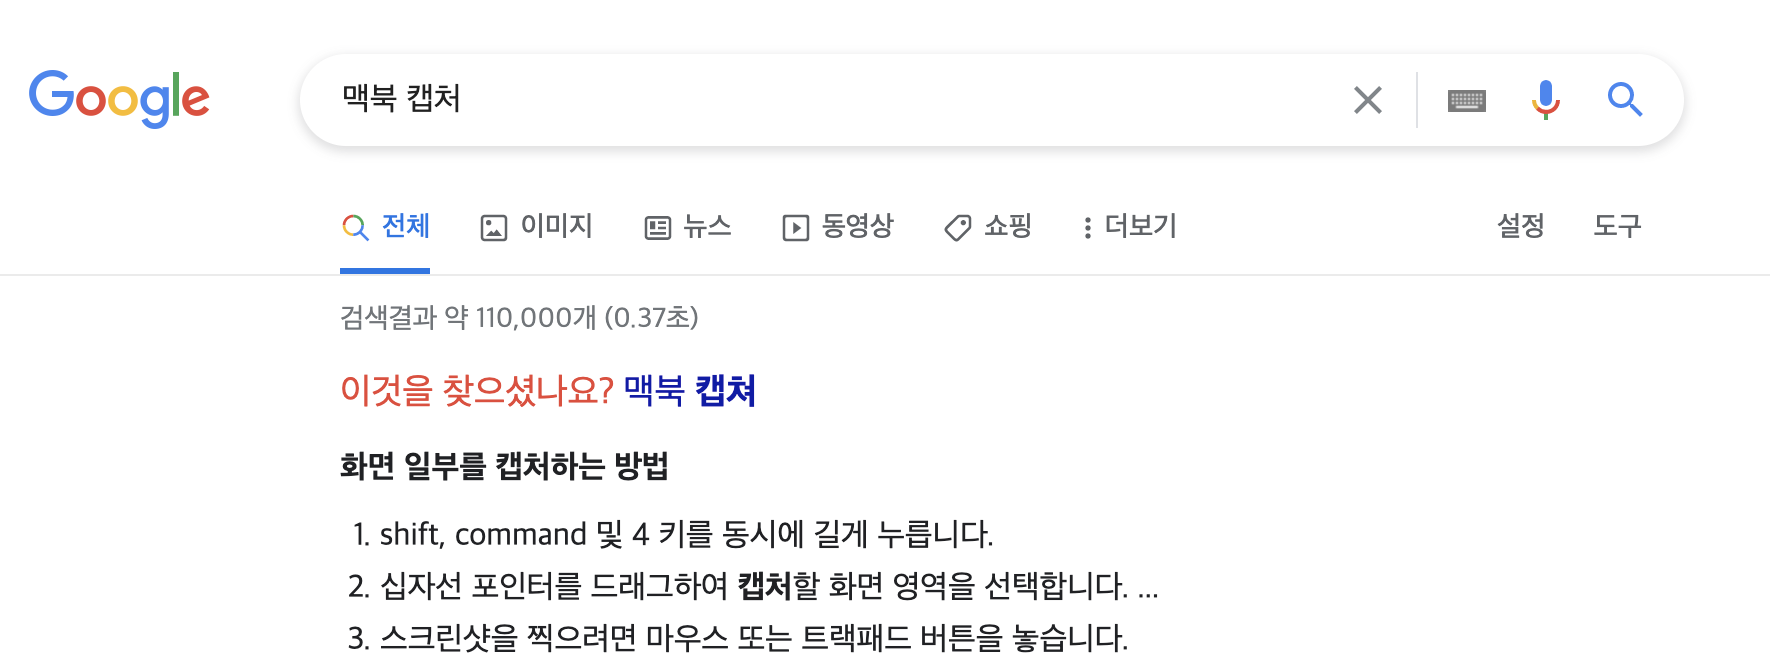 Google
맥북 캡처
전체 이미지 뉴스 동영상 쇼핑 더보기 설정 도구
검색결과 약 110,000개 (0.37초)
이것을 찾으셨나요? 맥북 캡쳐
화면 일부를 캡처하는 방법
1. shift, command 및 4 키를 동시에 길게 누릅니다.
2. 십자선 포인터를 드래그하여 캡처할 화면 영역을 선택합니다. ...
3. 스크린샷을 찍으려면 마우스 또는 트랙패드 버튼을 놓습니다.